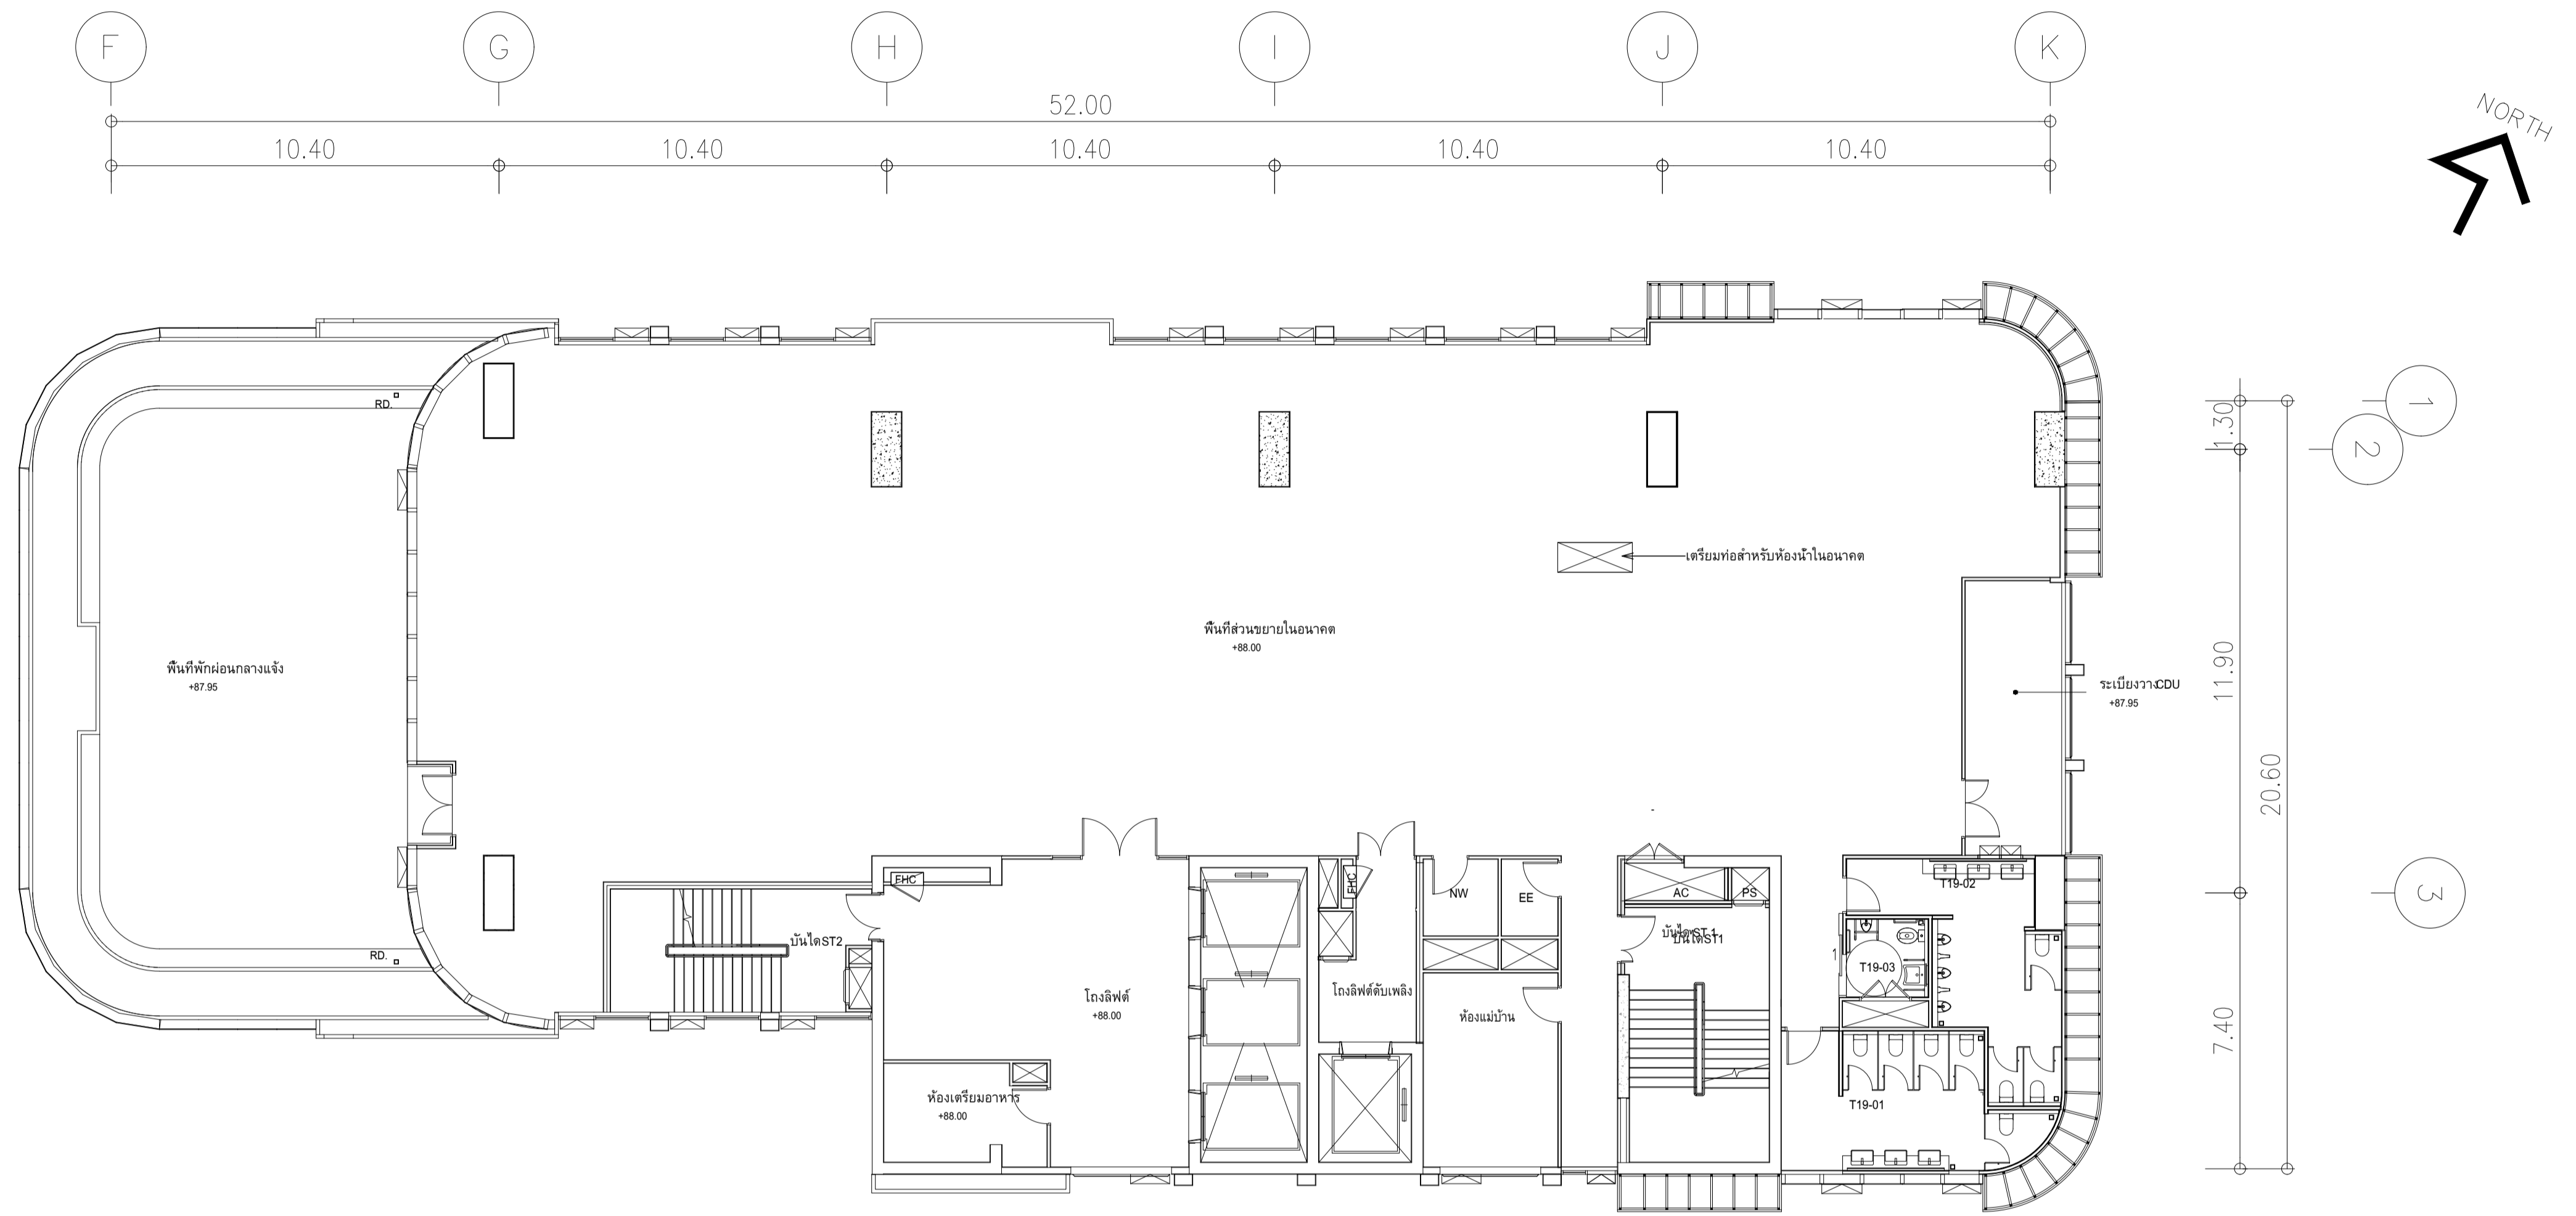 F
G
H
I
J
K
52.00
10.40
10.40
10.40
10.40
10.40
NORTH
1
2
3
1.30
11.90
7.40
20.60
RD.
RD.
เตรียมท่อสำหรับห้องน้ำในอนาคต
พื้นที่ส่วนขยายในอนาคต
+88.00
พื้นที่พักผ่อนกลางแจ้ง
+87.95
ระเบียงวางCDU
+87.95
FHC
FHC
NW
EE
AC
PS
T19-02
บันไดST2
บันไดST.1
บันไดST1
1
T19-03
โถงลิฟต์
+88.00
โถงลิฟต์ดับเพลิง
ห้องแม่บ้าน
ห้องเตรียมอาหาร
+88.00
T19-01